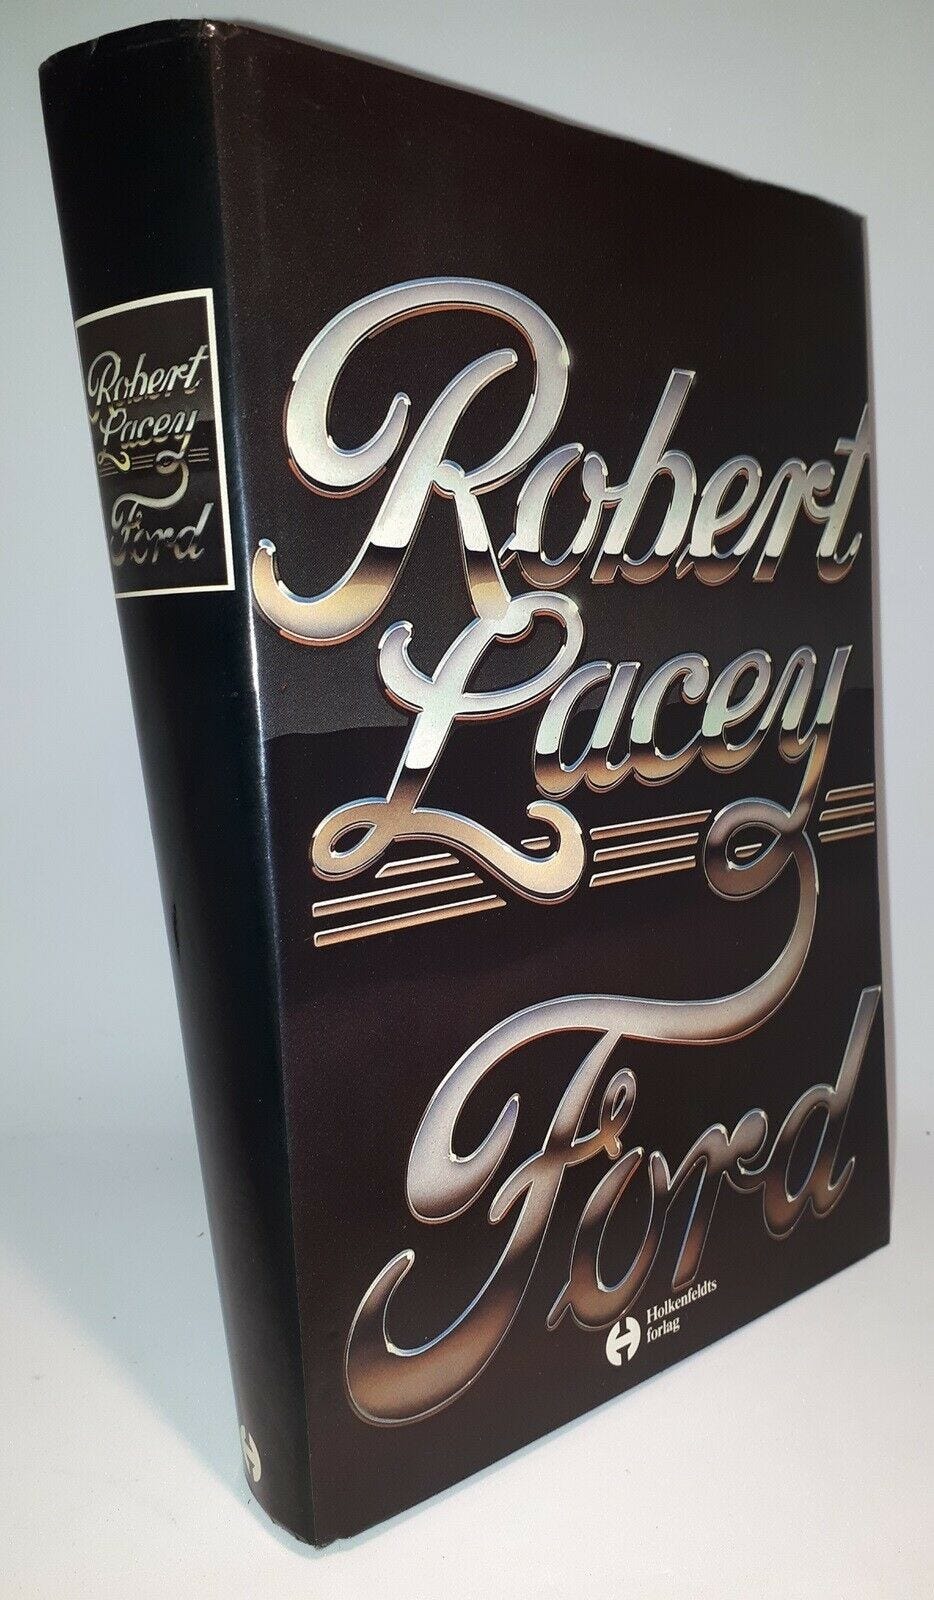 Robert
Lacey
Ford
Robert
Lacey
Ford
Holkenfeldts
forlag